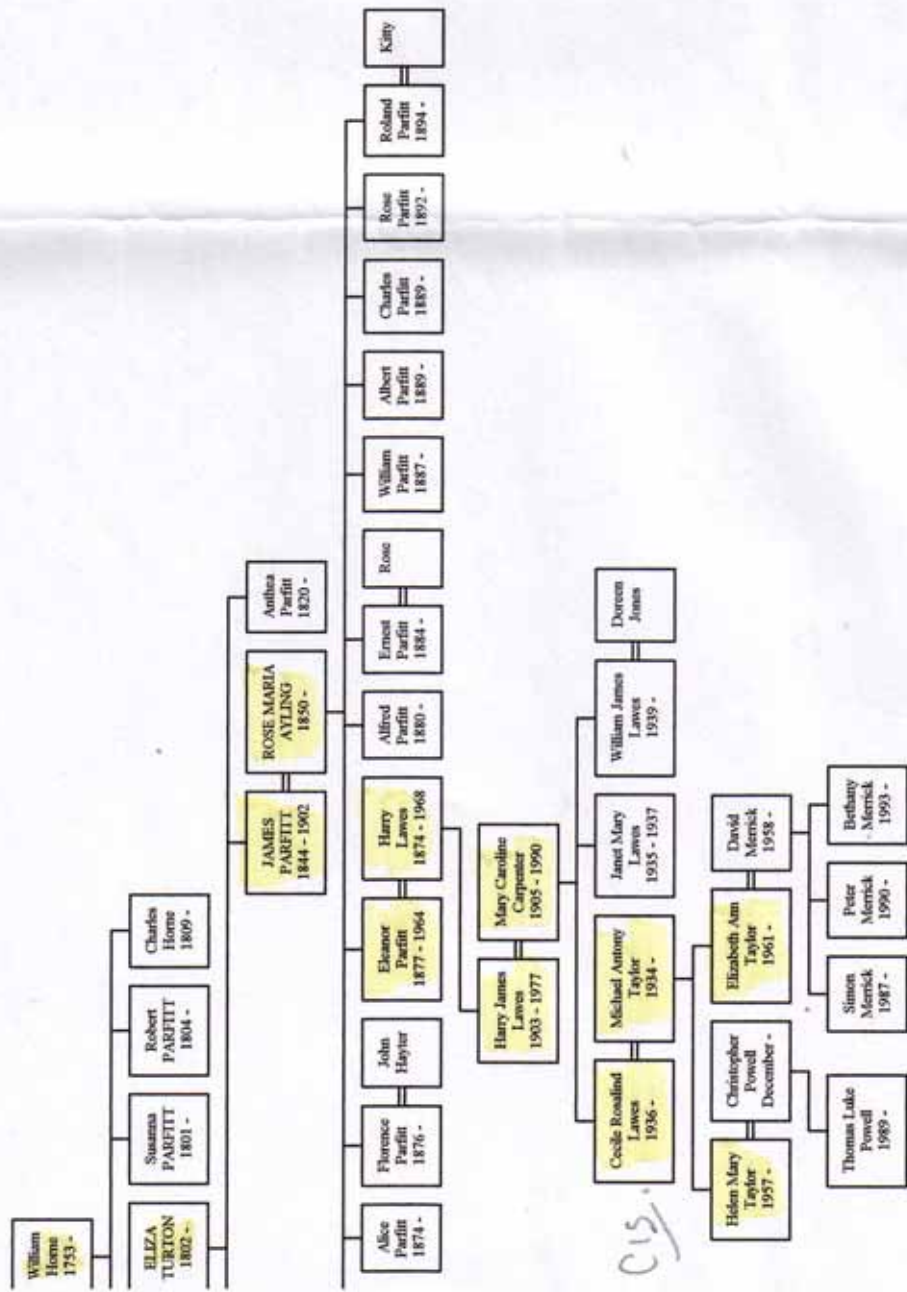 William
Horne
1753 -
ELIZA
TURTON
1802 -
Susanna
PARFITT
1801 -
Robert
PARFITT
1804 -
Charles
Horne
1809 -
JAMES
PARFITT
1844 - 1902
ROSE MARIA
AYLING
1850 -
Anthea
Parfitt
1820 -
Alice
Parfitt
1874 -
Florence
Parfitt
1876 -
John
Hayter
Eleanor
Parfitt
1877 - 1964
Harry
Lawes
1874 - 1968
Alfred
Parfitt
1880 -
Ernest
Parfitt
1884 -
Rose
William
Parfitt
1887 -
Albert
Parfitt
1889 -
Charles
Parfitt
1889 -
Rose
Parfitt
1892 -
Roland
Parfitt
1894 -
Kitty
Harry James
Lawes
1903 - 1977
Mary Caroline
Carpenter
1905 - 1990
Cecile Rosalind
Lawes
1936 -
Michael Antony
Taylor
1934 -
Janet Mary
Lawes
1935 - 1937
William James
Lawes
1939 -
Doreen
Jones
Helen Mary
Taylor
1957 -
Christopher
Powell
December -
Elizabeth Ann
Taylor
1961 -
David
Merrick
1958 -
Thomas Luke
Powell
1989 -
Simon
Merrick
1987 -
Peter
Merrick
1990 -
Bethany
Merrick
1993 -